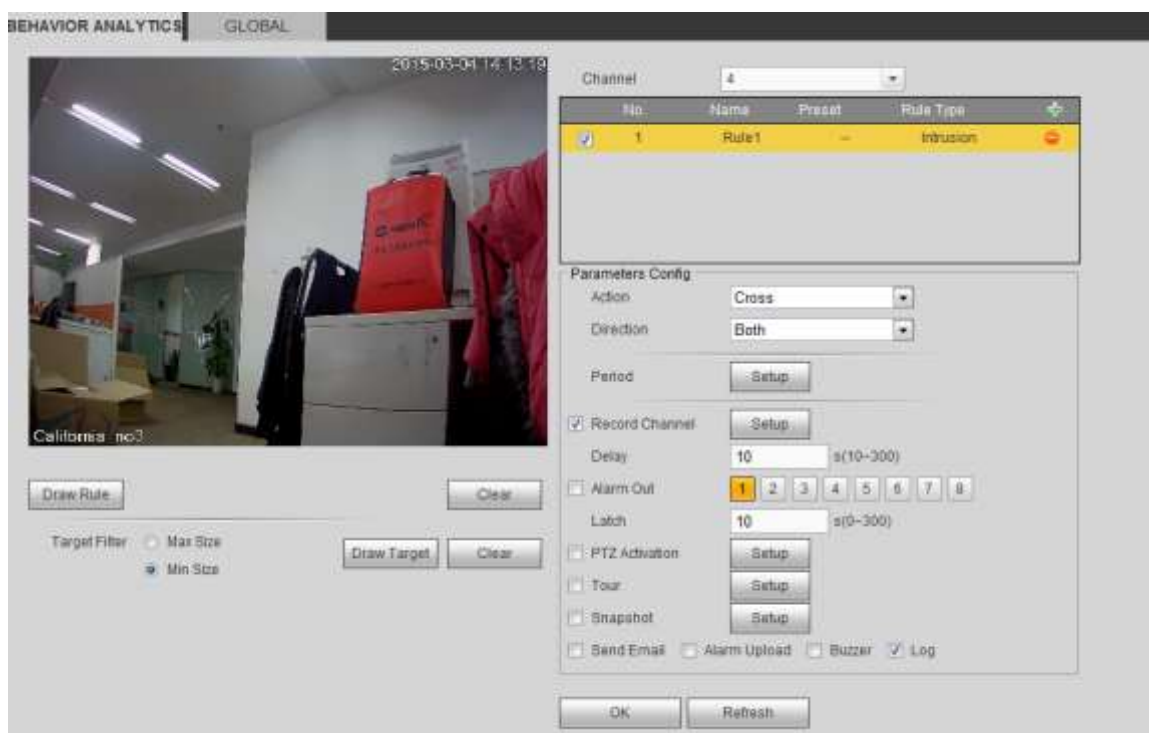 BEHAVIOR ANALYTICS GLOBAL
2015-03-04 14:13:19
California no3
Draw Rule Clear
Target Filter Max Size
Min Size
Draw Target Clear
Channel 4
No. Name Preset Rule Type
1 Rule1 -- Intrusion
Parameters Config
Action Cross
Direction Both
Period Setup
Record Channel Setup
Delay 10 s(10~300)
Alarm Out 1 2 3 4 5 6 7 8
Latch 10 s(0~300)
PTZ Activation Setup
Tour Setup
Snapshot Setup
Send Email Alarm Upload Buzzer Log
OK Refresh